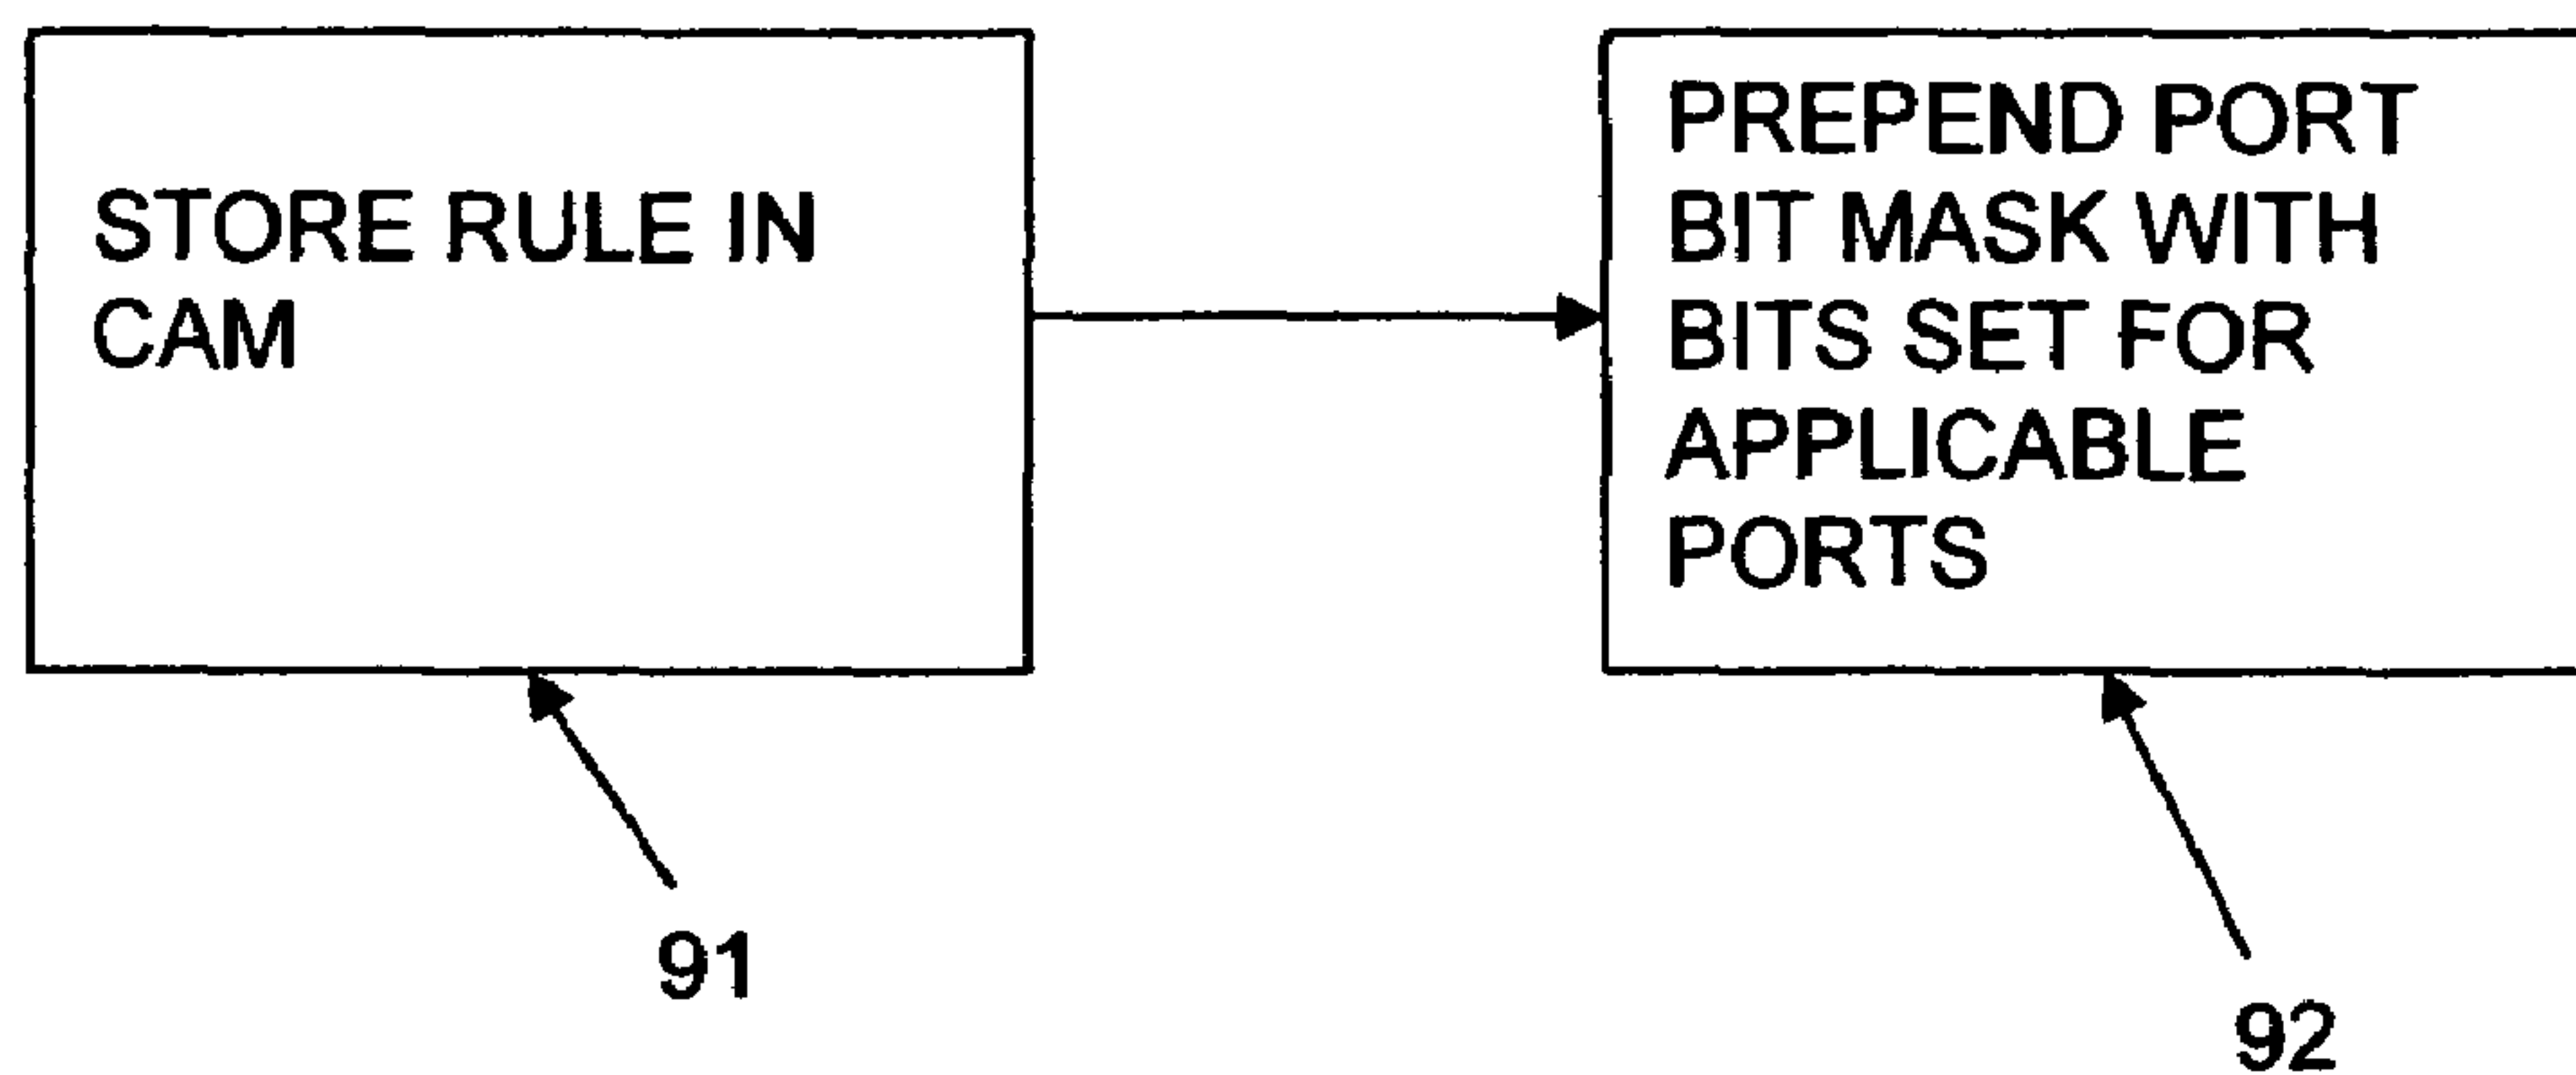 STORE RULE IN
CAM
PREPEND PORT
BIT MASK WITH
BITS SET FOR
APPLICABLE
PORTS
91
92